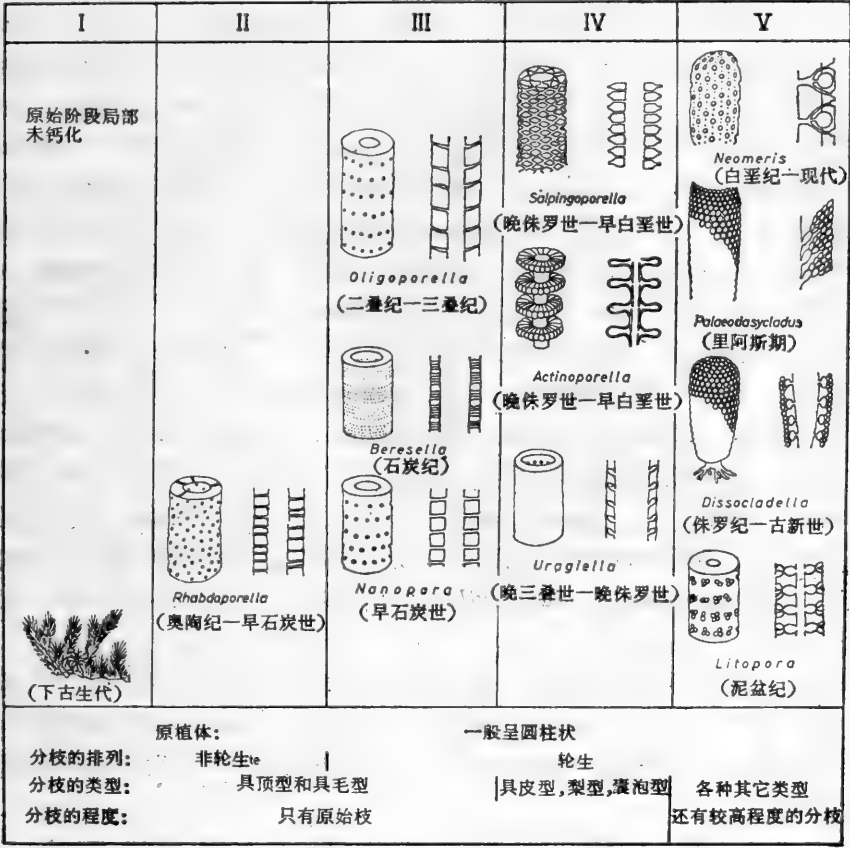 I
II
III
IV
V
原始阶段局部
未钙化
(下古生代)
Rhabdoporella
(奥陶纪一早石炭世)
Oligoporella
(二叠纪一三叠纪)
Beresella
(石炭纪)
Nanopora
(早石炭世)
Salpingoporella
(晚侏罗世一早白垩世)
Actinoporella
(晚侏罗世一早白垩世)
Uragiella
(晚三叠世一晚侏罗世)
Neomeris
(白垩纪一现代)
Palaeodasycladus
(里阿斯期)
Dissocladella
(侏罗纪一古新世)
Litopora
(泥盆纪)
原植体: 一般呈圆柱状
分枝的排列: 非轮生te 轮生
分枝的类型: 具顶型和具毛型 具皮型,梨型,囊泡型 各种其它类型
分枝的程度: 只有原始枝 还有较高程度的分枝